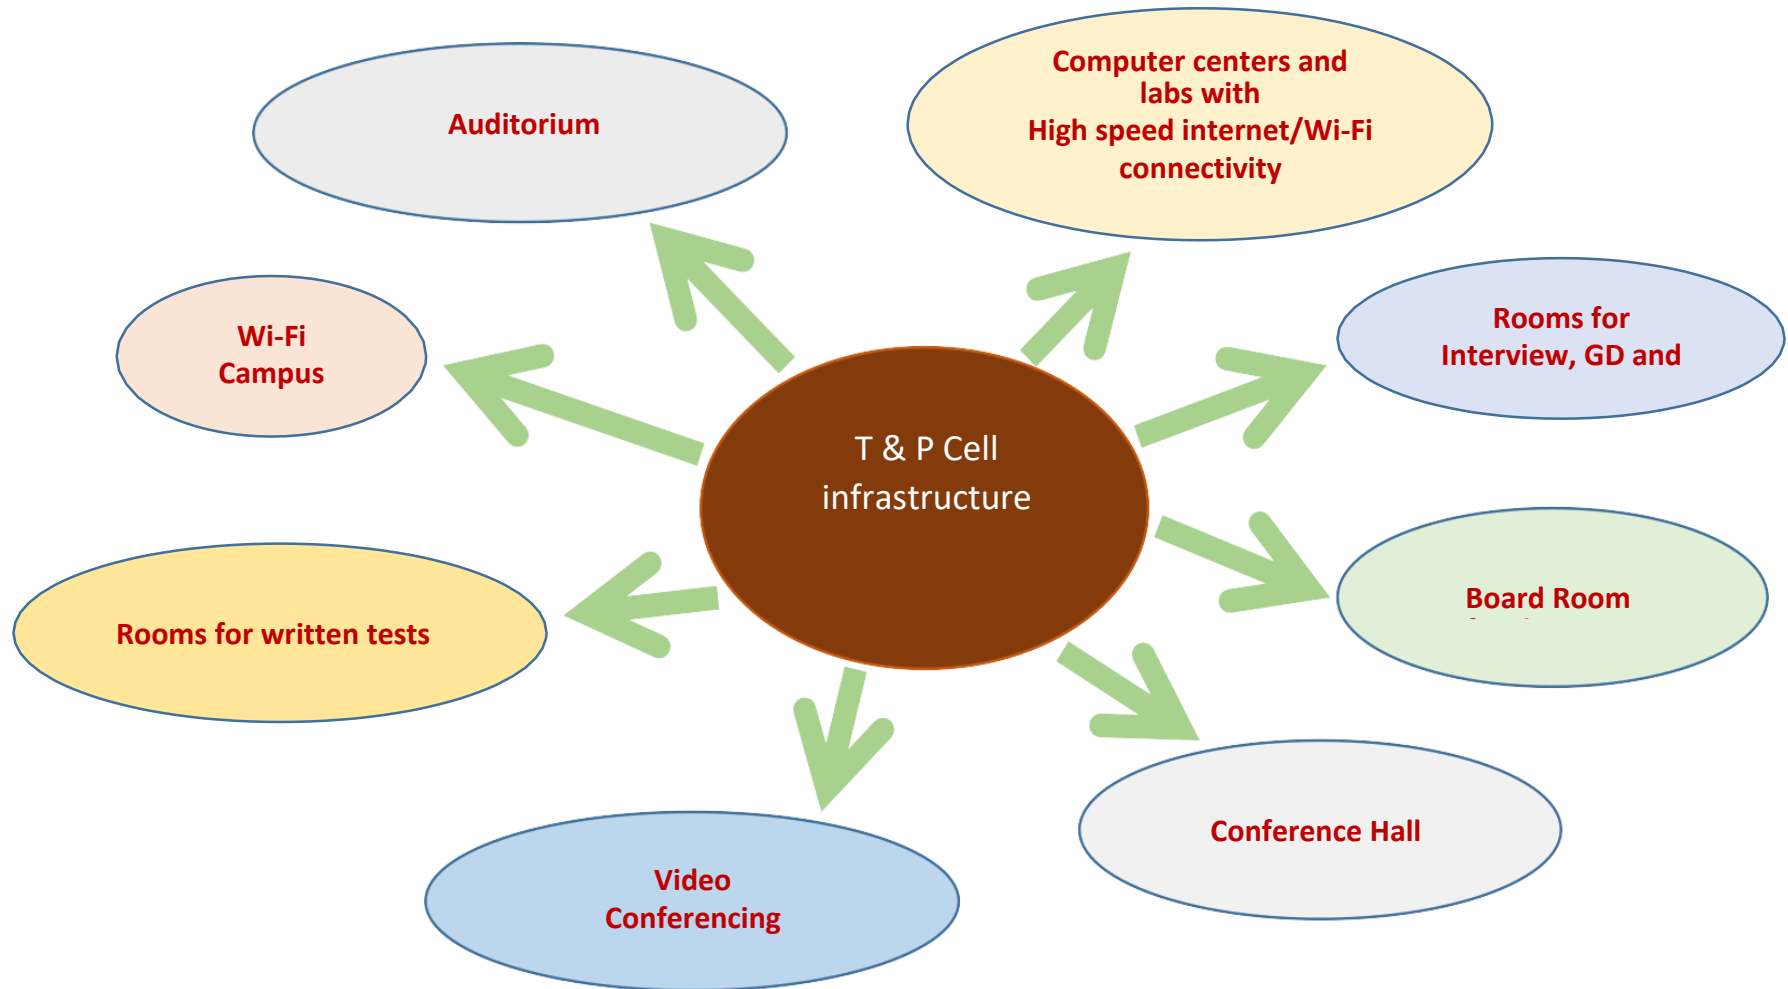 Auditorium
Computer centers and
labs with
High speed internet/Wi-Fi
connectivity
Wi-Fi
Campus
Rooms for
Interview, GD and
T & P Cell
infrastructure
Board Room
Rooms for written tests
Conference Hall
Video
Conferencing